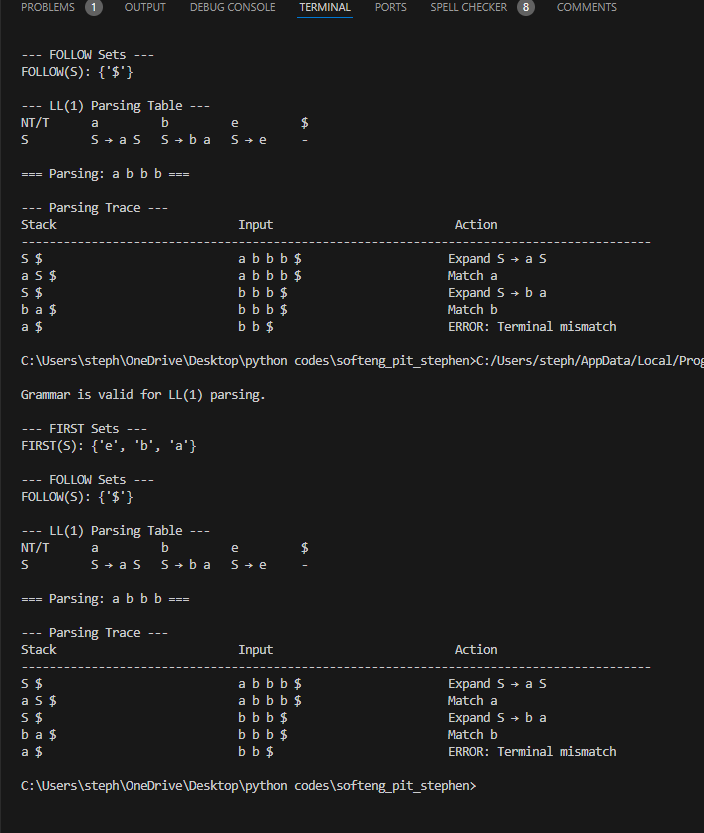 PROBLEMS 1 OUTPUT DEBUG CONSOLE TERMINAL PORTS SPELL CHECKER 8 COMMENTS
--- FOLLOW Sets ---
FOLLOW(S): {'$'}
--- LL(1) Parsing Table ---
NT/T a b e $
S S → a S S → b a S → e -
=== Parsing: a b b b ===
--- Parsing Trace ---
Stack Input Action
------------------------------------------------------------------------------------------
S $ a b b b $ Expand S → a S
a S $ a b b b $ Match a
S $ b b b $ Expand S → b a
b a $ b b b $ Match b
a $ b b $ ERROR: Terminal mismatch
C:\Users\steph\OneDrive\Desktop\python codes\softeng_pit_stephen>C:/Users/steph/AppData/Local/Prog
Grammar is valid for LL(1) parsing.
--- FIRST Sets ---
FIRST(S): {'e', 'b', 'a'}
--- FOLLOW Sets ---
FOLLOW(S): {'$'}
--- LL(1) Parsing Table ---
NT/T a b e $
S S → a S S → b a S → e -
=== Parsing: a b b b ===
--- Parsing Trace ---
Stack Input Action
------------------------------------------------------------------------------------------
S $ a b b b $ Expand S → a S
a S $ a b b b $ Match a
S $ b b b $ Expand S → b a
b a $ b b b $ Match b
a $ b b $ ERROR: Terminal mismatch
C:\Users\steph\OneDrive\Desktop\python codes\softeng_pit_stephen>